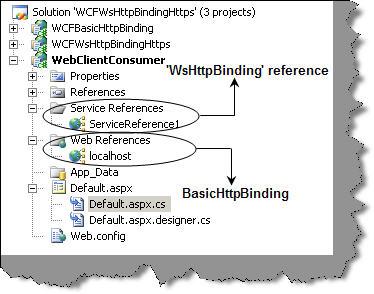 Solution 'WCFWsHttpBindingHttps' (3 projects)
WCFBasicHttpBinding
WCFWsHttpBindingHttps
WebClientConsumer
'WsHttpBinding' reference
Properties
References
Service References
ServiceReference1
Web References
localhost
App_Data
BasicHttpBinding
Default.aspx
Default.aspx.cs
Default.aspx.designer.cs
Web.config